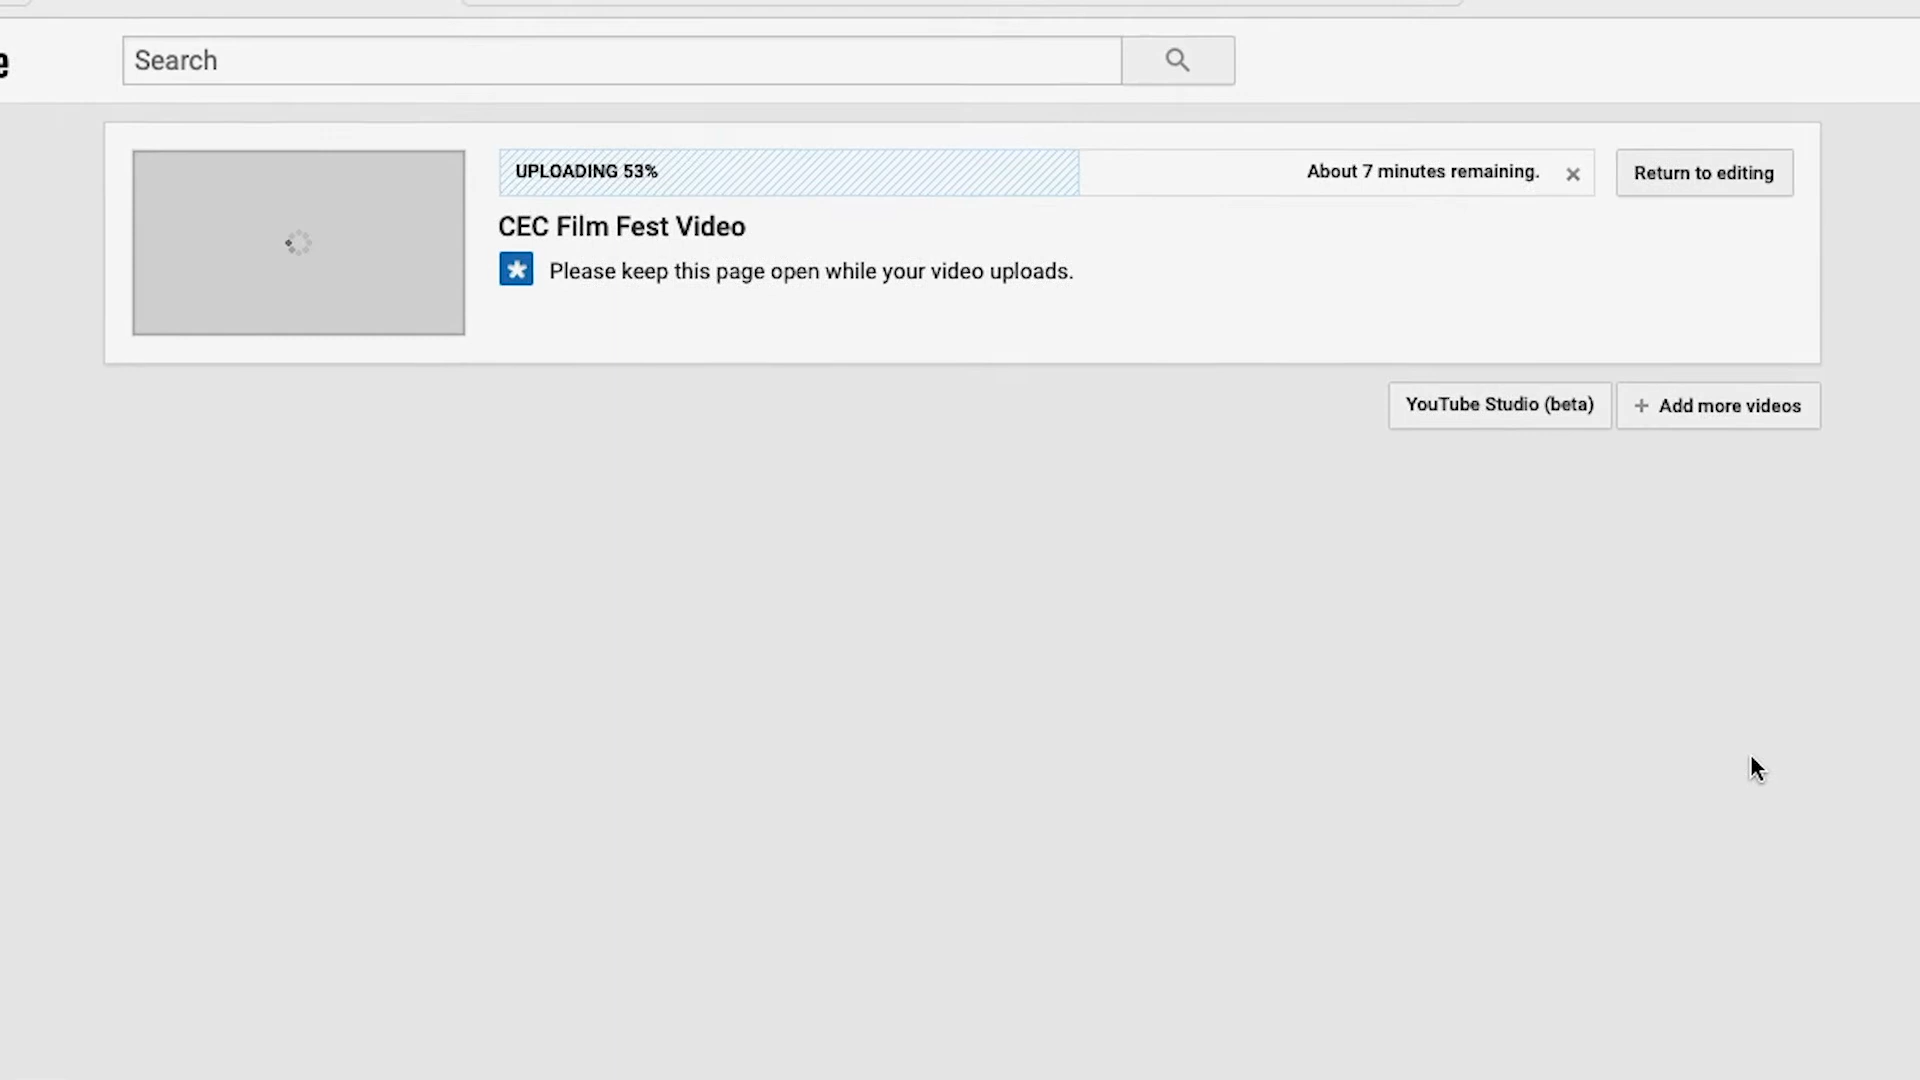 Search
UPLOADING 53%
About 7 minutes remaining.
Return to editing
CEC Film Fest Video
Please keep this page open while your video uploads.
YouTube Studio (beta)
+ Add more videos